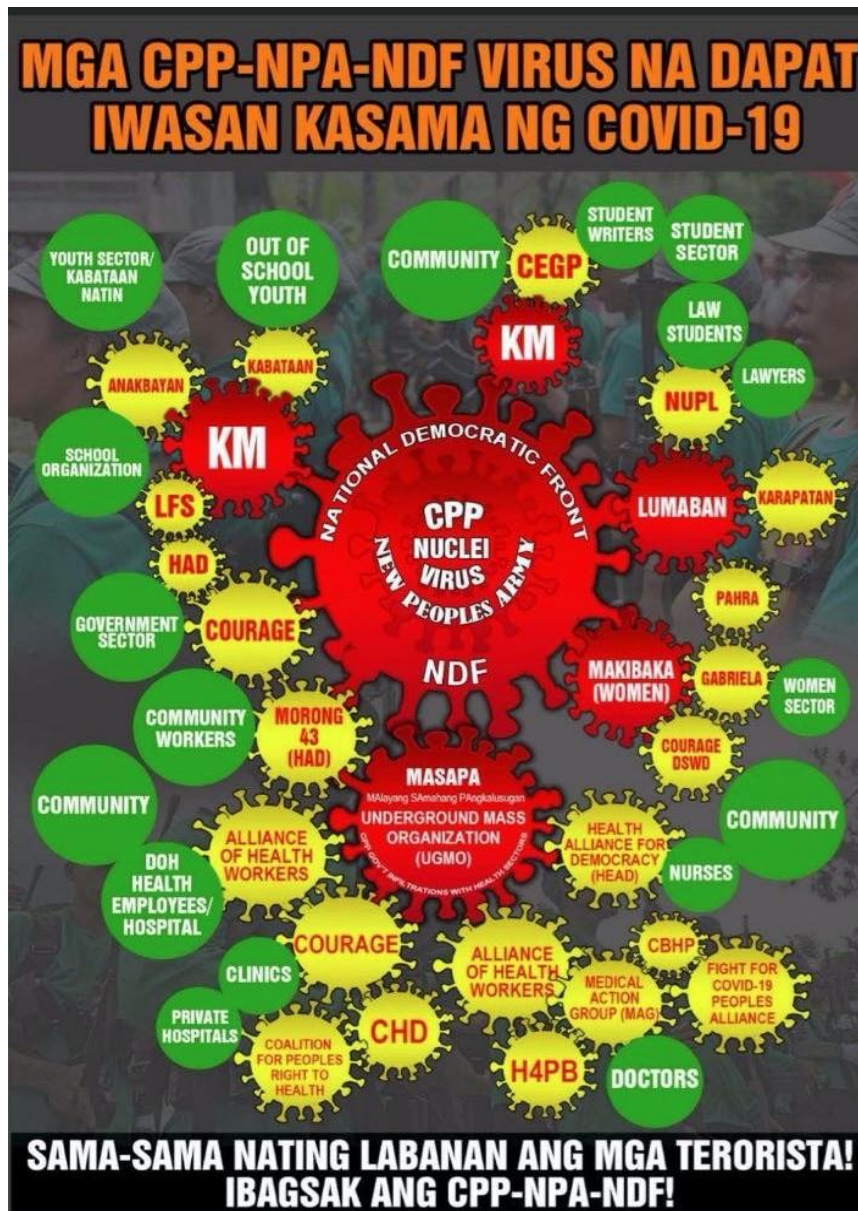 MGA CPP-NPA-NDF VIRUS NA DAPAT
IWASAN KASAMA NG COVID-19
YOUTH SECTOR/
KABATAAN
NATIN
OUT OF
SCHOOL
YOUTH
COMMUNITY
CEGP
STUDENT
WRITERS
STUDENT
SECTOR
KM
LAW
STUDENTS
LAWYERS
NUPL
ANAKBAYAN
KABATAAN
KM
SCHOOL
ORGANIZATION
LFS
HAD
NATIONAL DEMOCRATIC FRONT
CPP
NUCLEI
VIRUS
NEW PEOPLES ARMY
NDF
LUMABAN
KARAPATAN
PAHRA
GOVERNMENT
SECTOR
COURAGE
MAKIBAKA
(WOMEN)
GABRIELA
WOMEN
SECTOR
COURAGE
DSWD
COMMUNITY
WORKERS
MORONG
43
(HAD)
MASAPA
MAlayang SAmahang PAngkalusugan
UNDERGROUND MASS
ORGANIZATION
(UGMO)
CPP GOV'T INFILTRATIONS WITH HEALTH SECTORS
COMMUNITY
ALLIANCE
OF HEALTH
WORKERS
DOH
HEALTH
EMPLOYEES/
HOSPITAL
HEALTH
ALLIANCE FOR
DEMOCRACY
(HEAD)
NURSES
COMMUNITY
COURAGE
CLINICS
PRIVATE
HOSPITALS
COALITION
FOR PEOPLES
RIGHT TO
HEALTH
CHD
ALLIANCE
OF HEALTH
WORKERS
CBHP
MEDICAL
ACTION
GROUP (MAG)
FIGHT FOR
COVID-19
PEOPLES
ALLIANCE
H4PB
DOCTORS
SAMA-SAMA NATING LABANAN ANG MGA TERORISTA!
IBAGSAK ANG CPP-NPA-NDF!